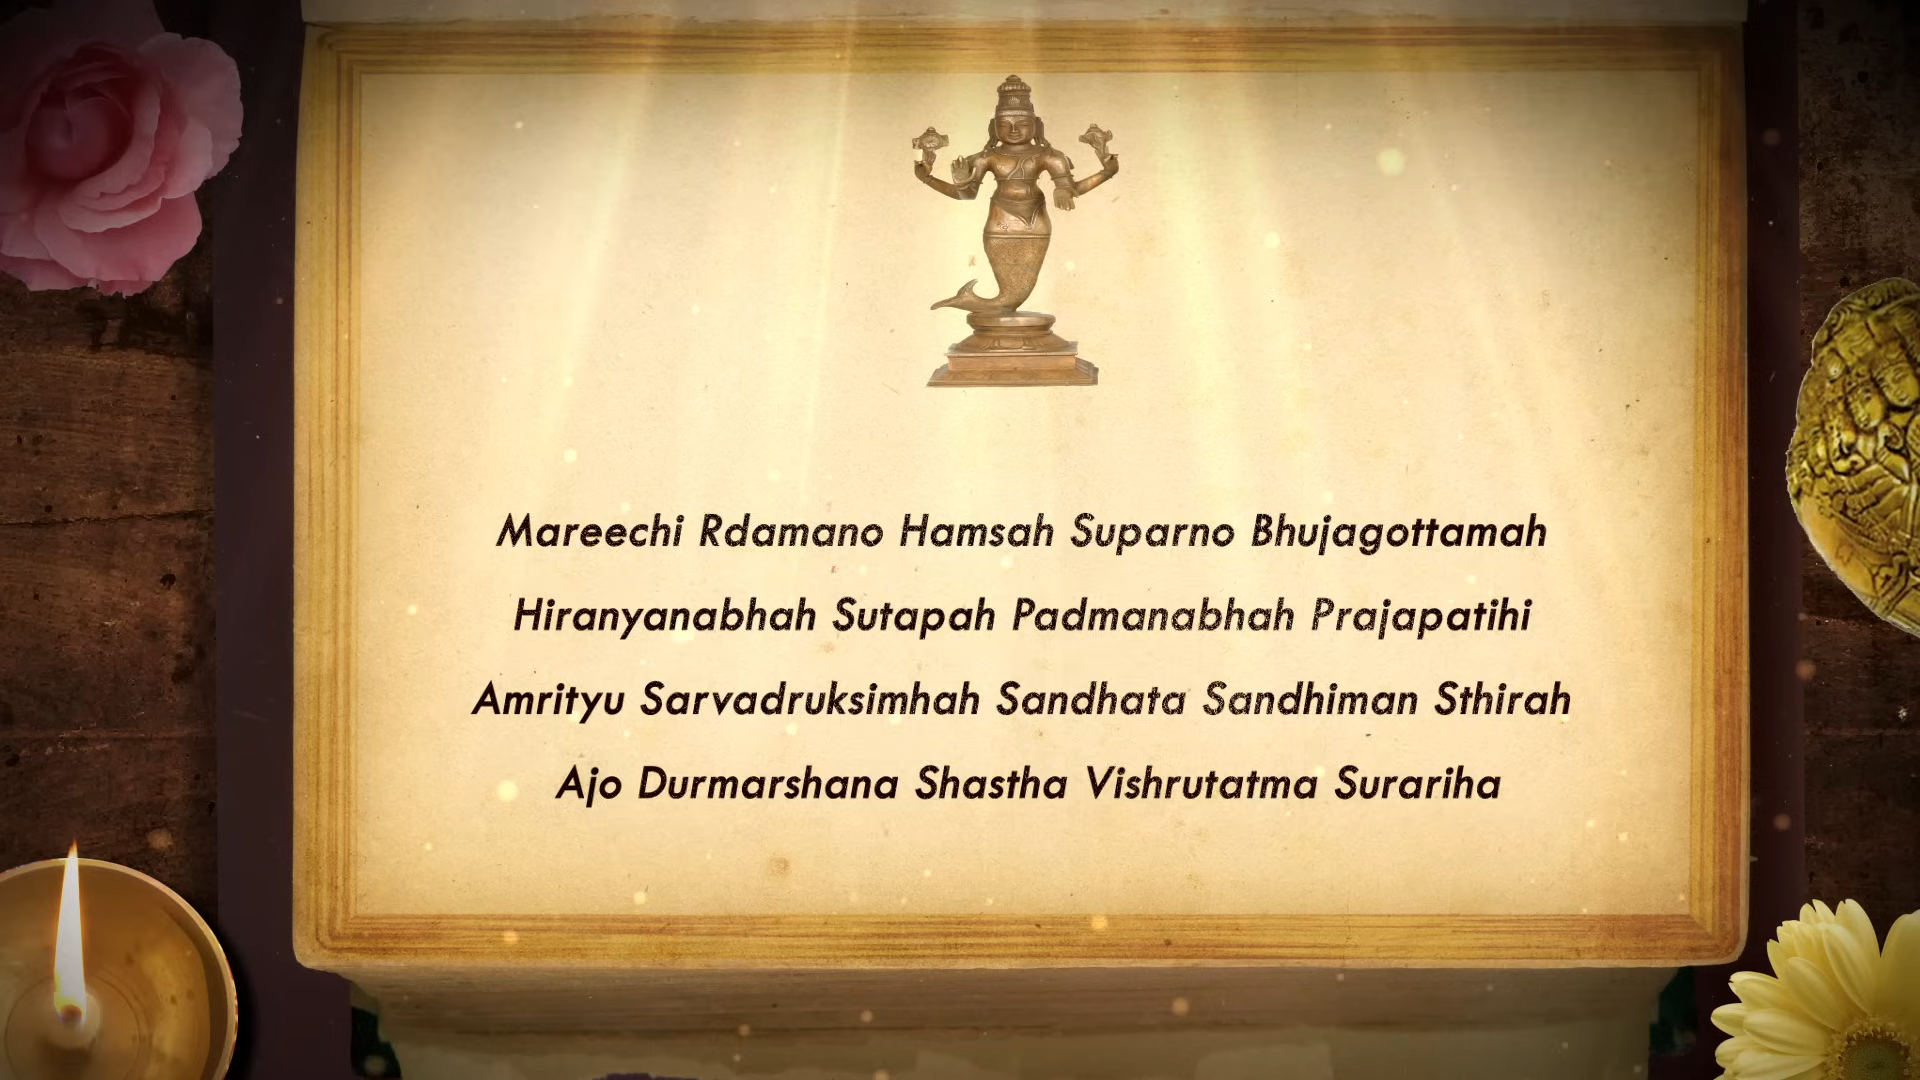 Mareechi Rdamano Hamsah Suparno Bhujagottamah
Hiranyanabhah Sutapah Padmanabhah Prajapatihi
Amrityu Sarvadruksimhah Sandhata Sandhiman Sthirah
Ajo Durmarshana Shastha Vishrutatma Surariha